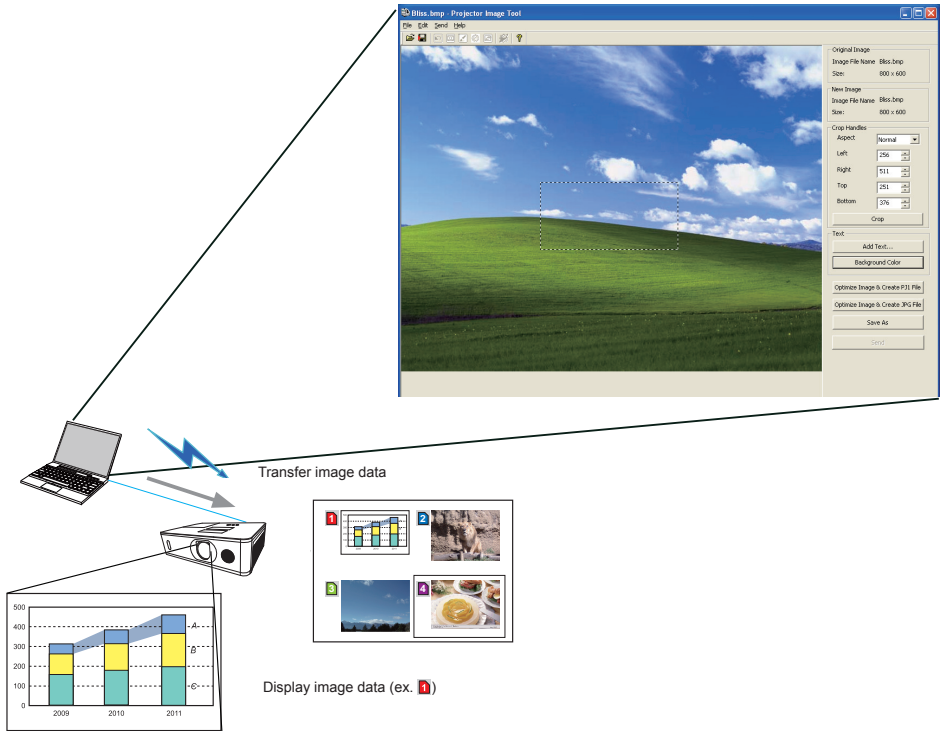 Bliss.bmp - Projector Image Tool
File Edit Send Help
Original Image
Image File Name Bliss.bmp
Size: 800 x 600
New Image
Image File Name Bliss.bmp
Size: 800 x 600
Crop Handles
Aspect Normal
Left 256
Right 511
Top 251
Bottom 376
Crop
Text
Add Text...
Background Color
Optimize Image & Create PJ1 File
Optimize Image & Create JPG File
Save As
Send
Transfer image data
1
2
3
4
500
400
300
200
100
0
A
B
C
2009 2010 2011
Display image data (ex. 1)